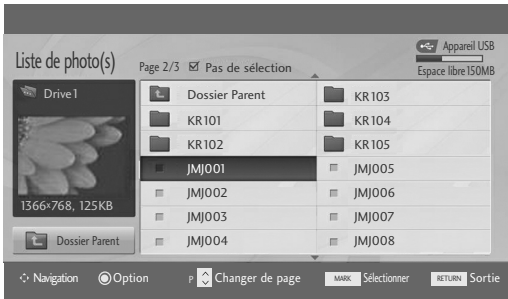 Liste de photo(s)
Page 2/3 Pas de sélection
Appareil USB
Espace libre150MB
Drive1
1366×768, 125KB
Dossier Parent
Dossier Parent KR103
KR101 KR104
KR102 KR105
JMJ001 JMJ005
JMJ002 JMJ006
JMJ003 JMJ007
JMJ004 JMJ008
Navigation Option P Changer de page MARK Sélectionner RETURN Sortie